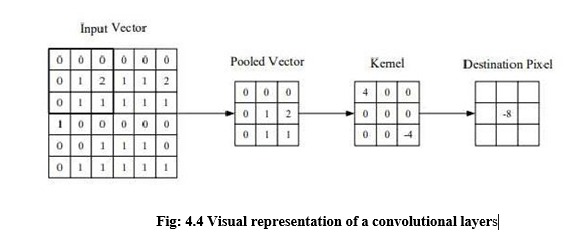 Input Vector
Pooled Vector
Kernel
Destination Pixel
0 0 0 0 0 0
0 1 2 1 1 2
0 1 1 1 1 1
1 0 0 0 0 0
0 0 1 1 1 0
0 1 1 1 1 1
0 0 0
0 1 2
0 1 1
4 0 0
0 0 0
0 0 -4
-8
Fig: 4.4 Visual representation of a convolutional layers